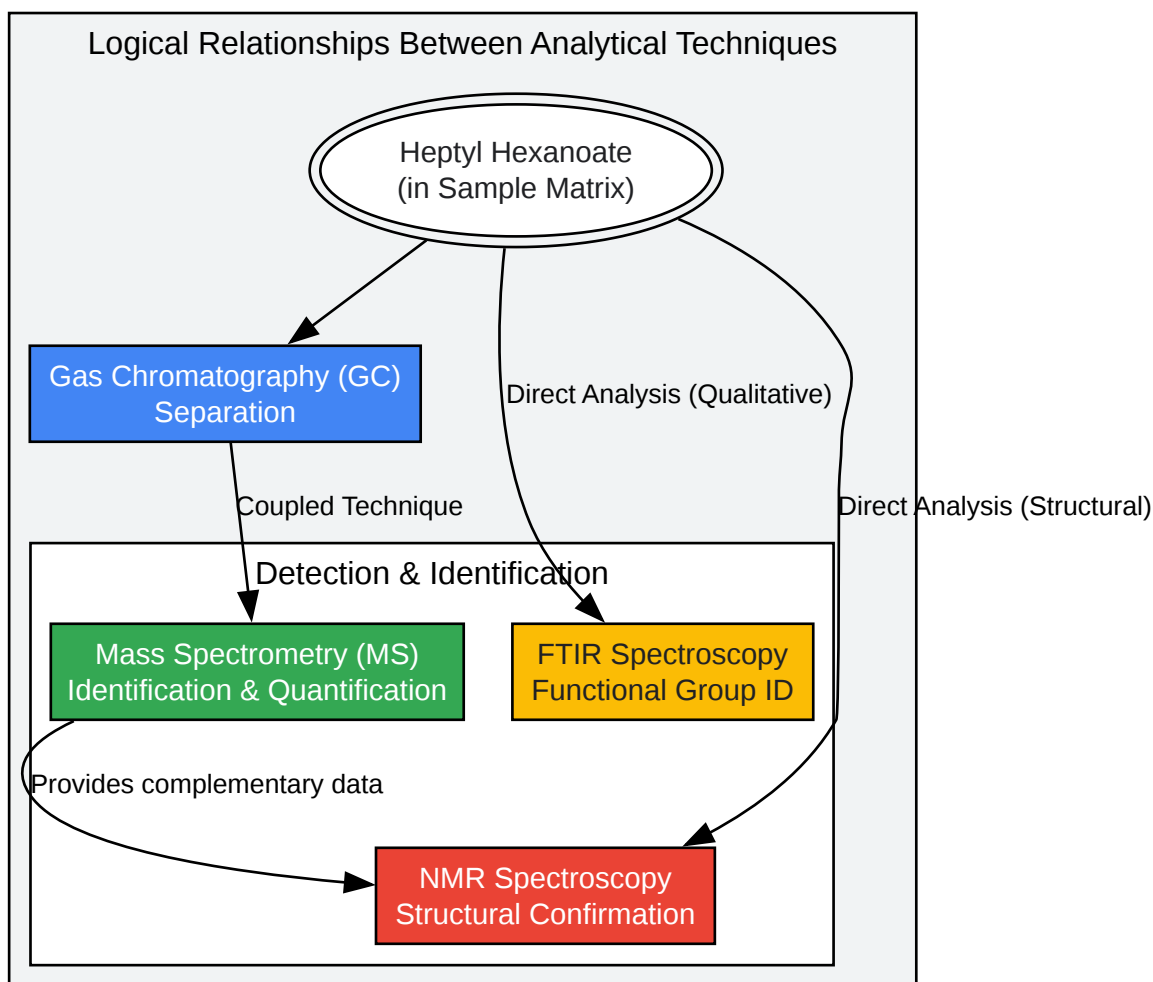 Logical Relationships Between Analytical Techniques
Heptyl Hexanoate
(in Sample Matrix)
Gas Chromatography (GC)
Separation
Direct Analysis (Qualitative)
Coupled Technique
Direct Analysis (Structural)
Detection & Identification
Mass Spectrometry (MS)
Identification & Quantification
FTIR Spectroscopy
Functional Group ID
Provides complementary data
NMR Spectroscopy
Structural Confirmation